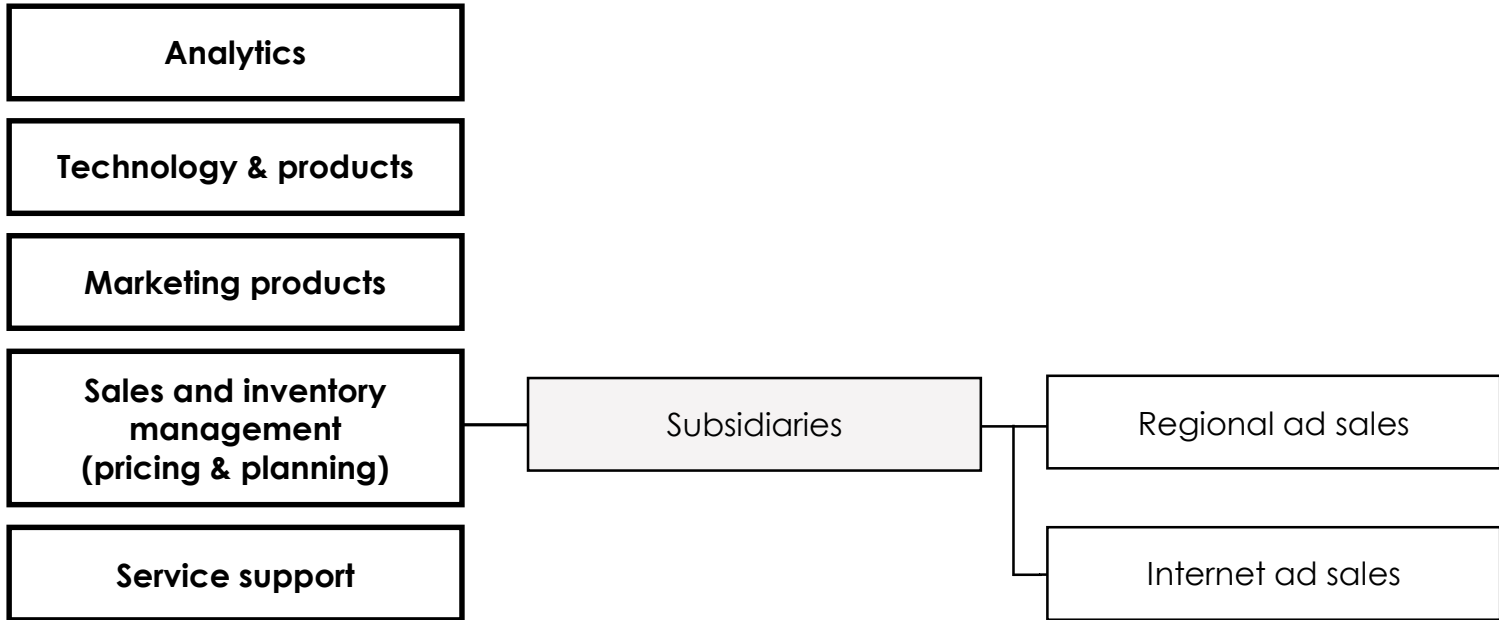 Analytics
Technology & products
Marketing products
Sales and inventory
management
(pricing & planning)
Service support
Subsidiaries
Regional ad sales
Internet ad sales